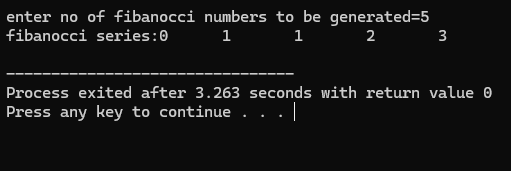 enter no of fibanocci numbers to be generated=5
fibanocci series:0      1       1       2       3
--------------------------------
Process exited after 3.263 seconds with return value 0
Press any key to continue . . .